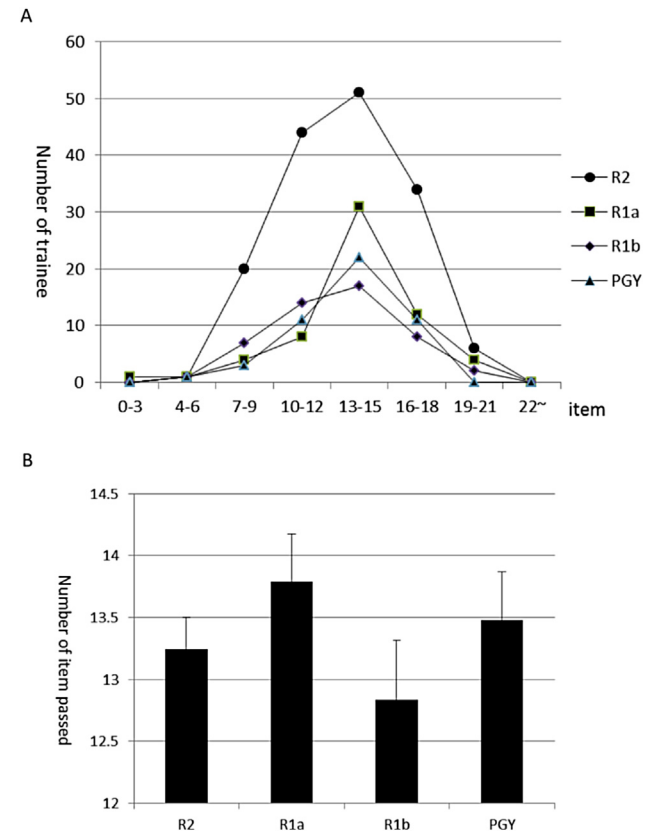 A
60
50
40
30
20
10
0
Number of trainee
0-3 4-6 7-9 10-12 13-15 16-18 19-21 22~ item
R2
R1a
R1b
PGY
B
14.5
14
13.5
13
12.5
12
Number of item passed
R2 R1a R1b PGY